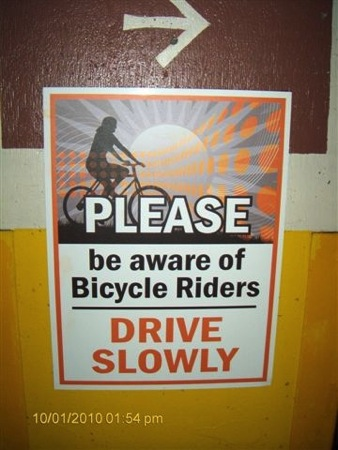 PLEASE
be aware of
Bicycle Riders
DRIVE
SLOWLY
10/01/2010 01:54 pm